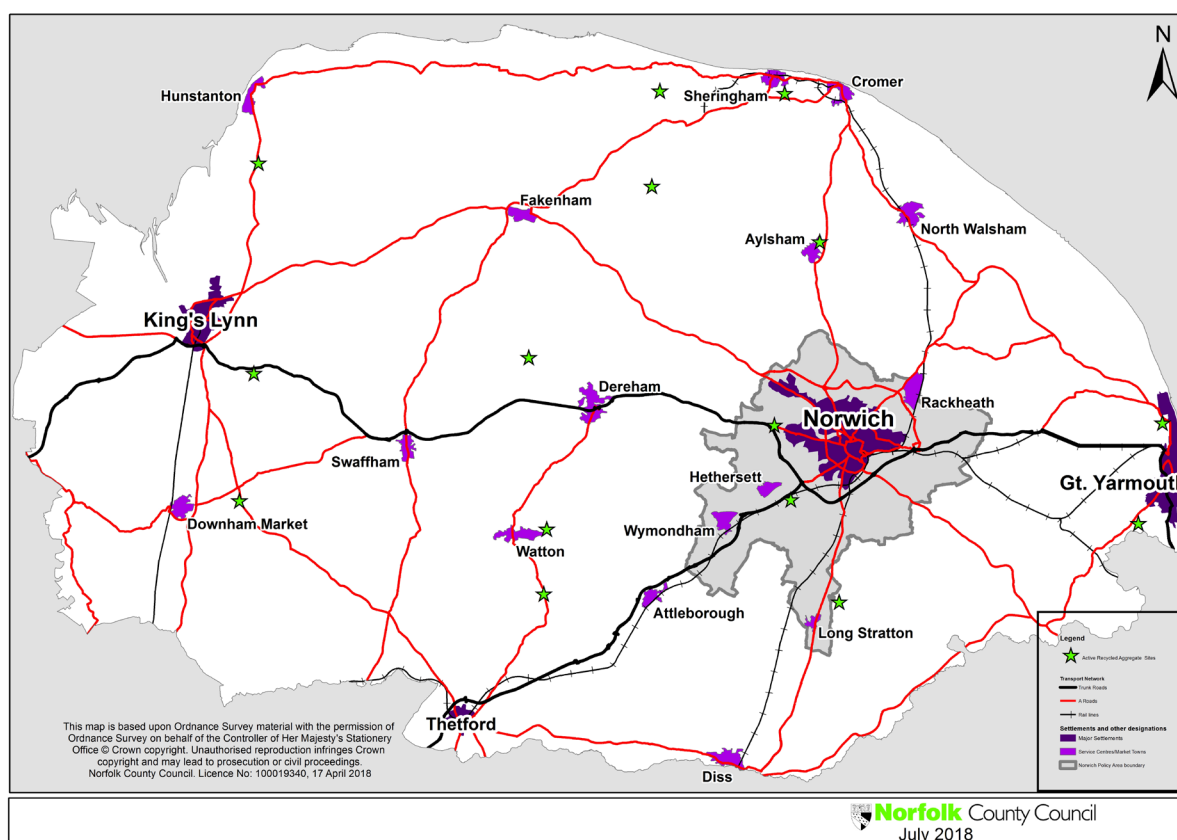 N
Hunstanton
Sheringham
Cromer
Fakenham
North Walsham
Aylsham
King's Lynn
Dereham
Rackheath
Norwich
Swaffham
Hethersett
Gt. Yarmouth
Downham Market
Wymondham
Watton
Attleborough
Long Stratton
Thetford
Diss
Legend
Active Recycled Aggregate Sites
Transport Network
Trunk Roads
A Roads
Rail lines
Settlements and other designations
Major Settlements
Service Centres/Market Towns
Norwich Policy Area boundary
This map is based upon Ordnance Survey material with the permission of
Ordnance Survey on behalf of the Controller of Her Majesty's Stationery
Office © Crown copyright. Unauthorised reproduction infringes Crown
copyright and may lead to prosecution or civil proceedings.
Norfolk County Council. Licence No: 100019340, 17 April 2018
Norfolk County Council
July 2018